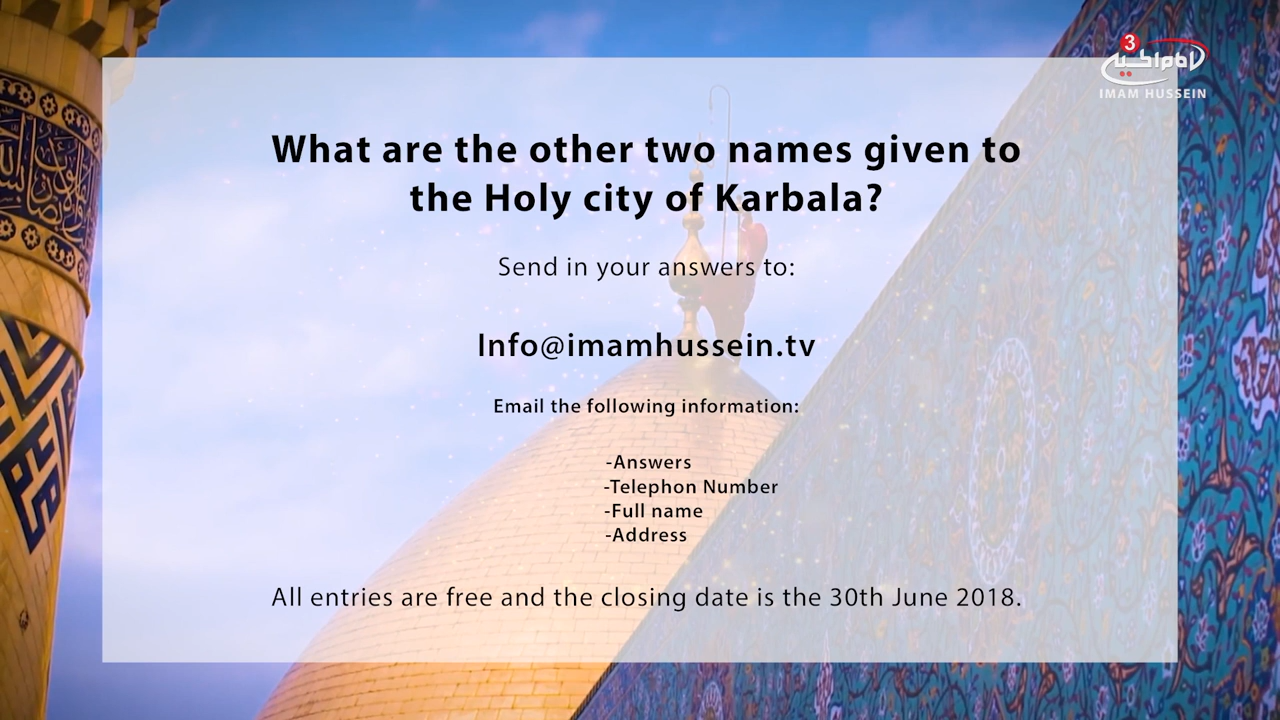 3
IMAM HUSSEIN
What are the other two names given to
the Holy city of Karbala?
Send in your answers to:
Info@imamhussein.tv
Email the following information:
-Answers
-Telephon Number
-Full name
-Address
All entries are free and the closing date is the 30th June 2018.